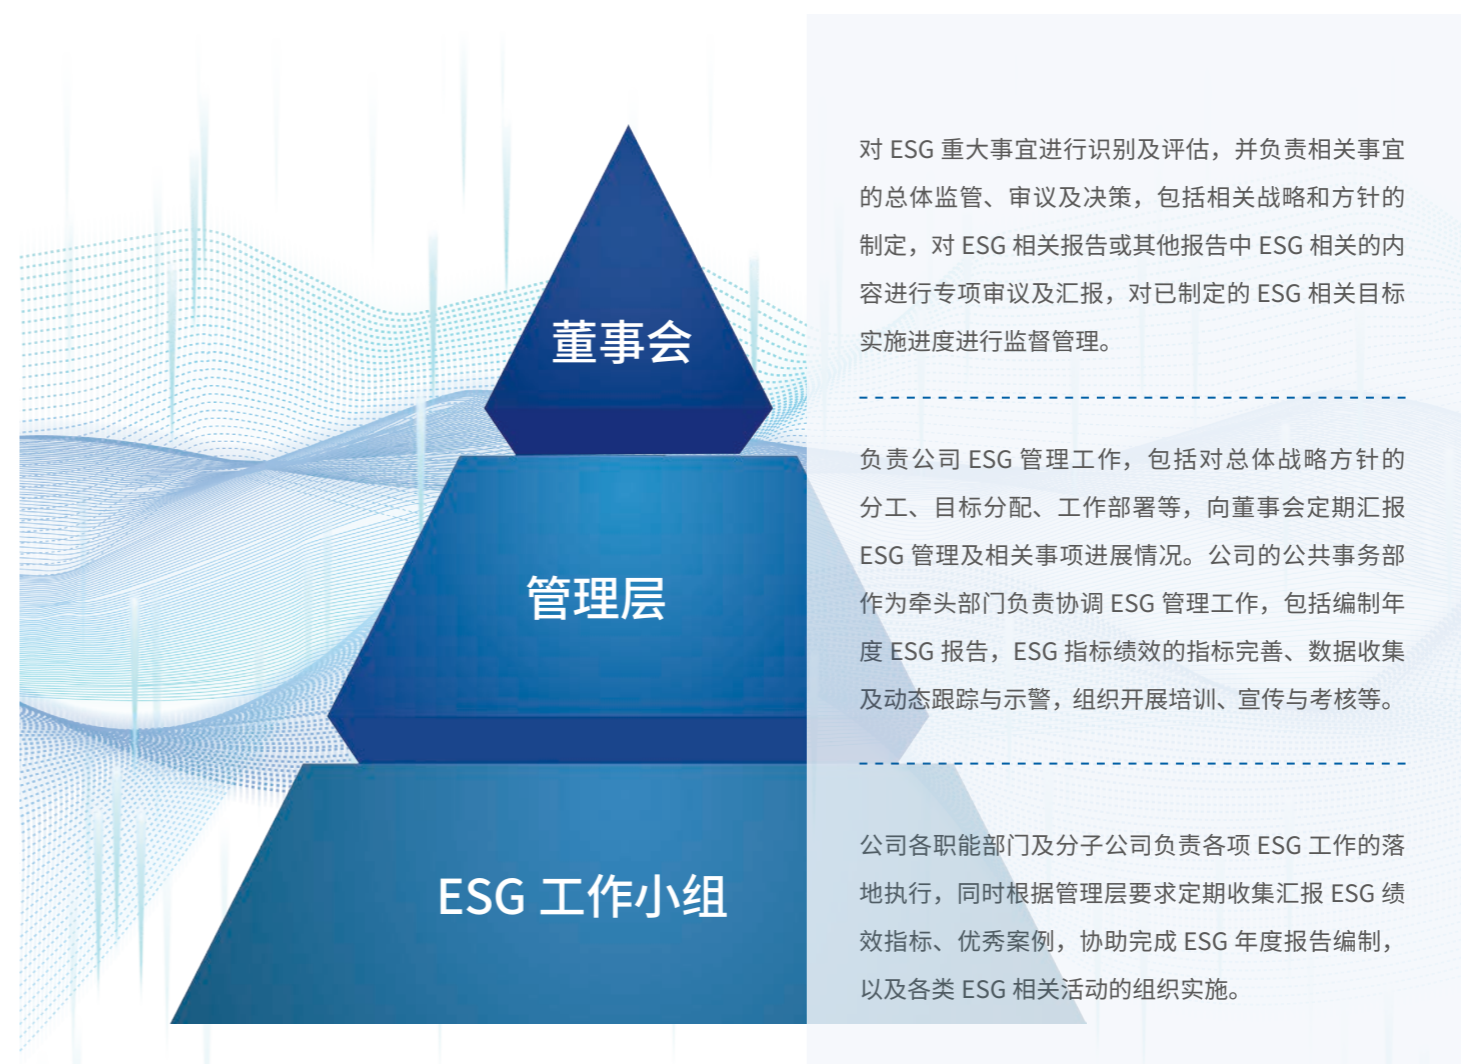 董事会
对 ESG 重大事宜进行识别及评估，并负责相关事宜
的总体监管、审议及决策，包括相关战略和方针的
制定，对 ESG 相关报告或其他报告中 ESG 相关的内
容进行专项审议及汇报，对已制定的 ESG 相关目标
实施进度进行监督管理。
管理层
负责公司 ESG 管理工作，包括对总体战略方针的
分工、目标分配、工作部署等，向董事会定期汇报
ESG 管理及相关事项进展情况。公司的公共事务部
作为牵头部门负责协调 ESG 管理工作，包括编制年
度 ESG 报告，ESG 指标绩效的指标完善、数据收集
及动态跟踪与示警，组织开展培训、宣传与考核等。
ESG 工作小组
公司各职能部门及分子公司负责各项 ESG 工作的落
地执行，同时根据管理层要求定期收集汇报 ESG 绩
效指标、优秀案例，协助完成 ESG 年度报告编制，
以及各类 ESG 相关活动的组织实施。